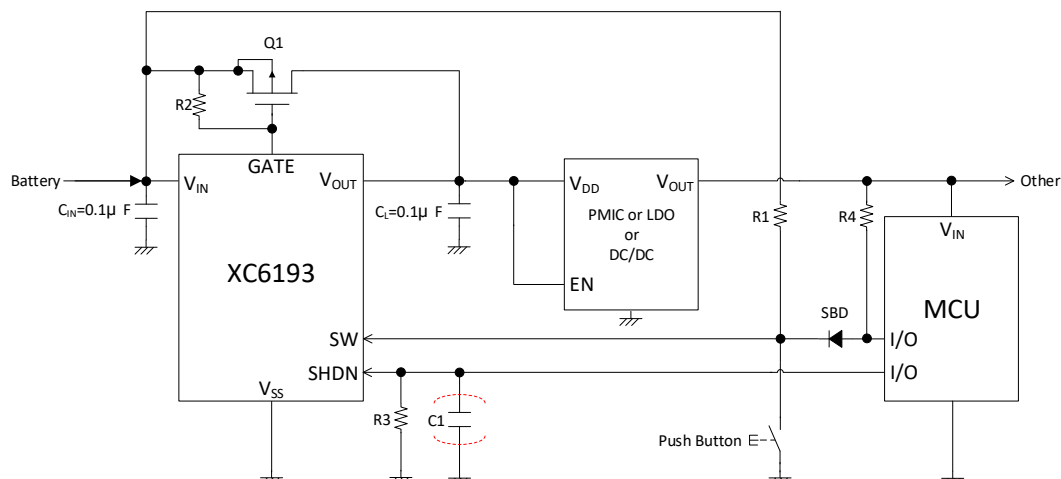 Q1
R2
GATE
Battery
VIN
VOUT
CIN=0.1μ F
CL=0.1μ F
XC6193
VDD
VOUT
PMIC or LDO
or
DC/DC
EN
Other
R1
R4
VIN
MCU
SBD
SW
I/O
SHDN
I/O
VSS
R3
C1
Push Button